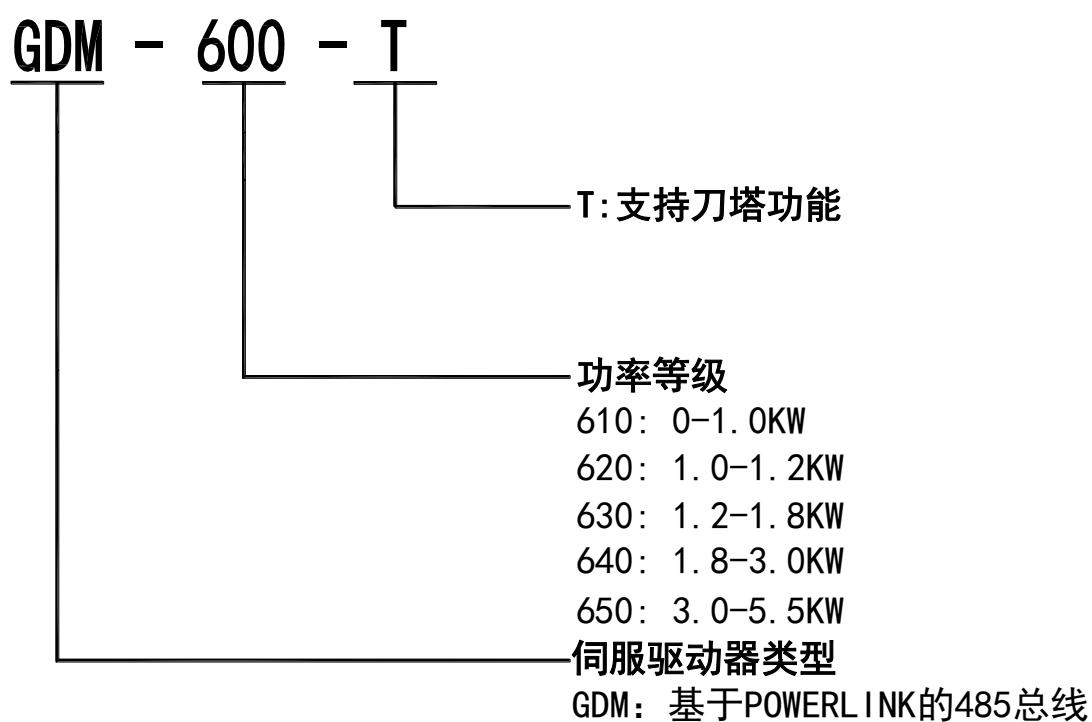 GDM - 600 - T
T:支持刀塔功能
功率等级
610: 0-1.0KW
620: 1.0-1.2KW
630: 1.2-1.8KW
640: 1.8-3.0KW
650: 3.0-5.5KW
伺服驱动器类型
GDM: 基于POWERLINK的485总线